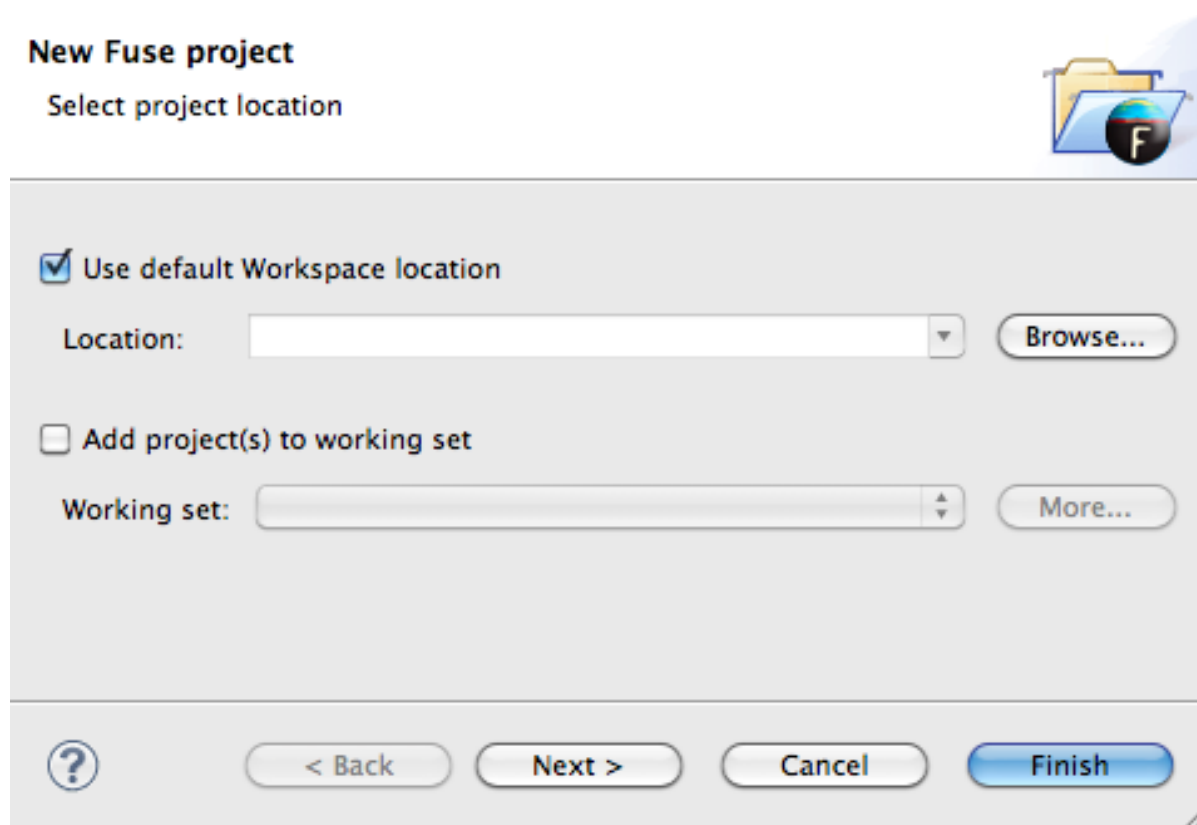 New Fuse project
Select project location
F
Use default Workspace location
Location:
Browse...
Add project(s) to working set
Working set:
More...
?
< Back
Next >
Cancel
Finish